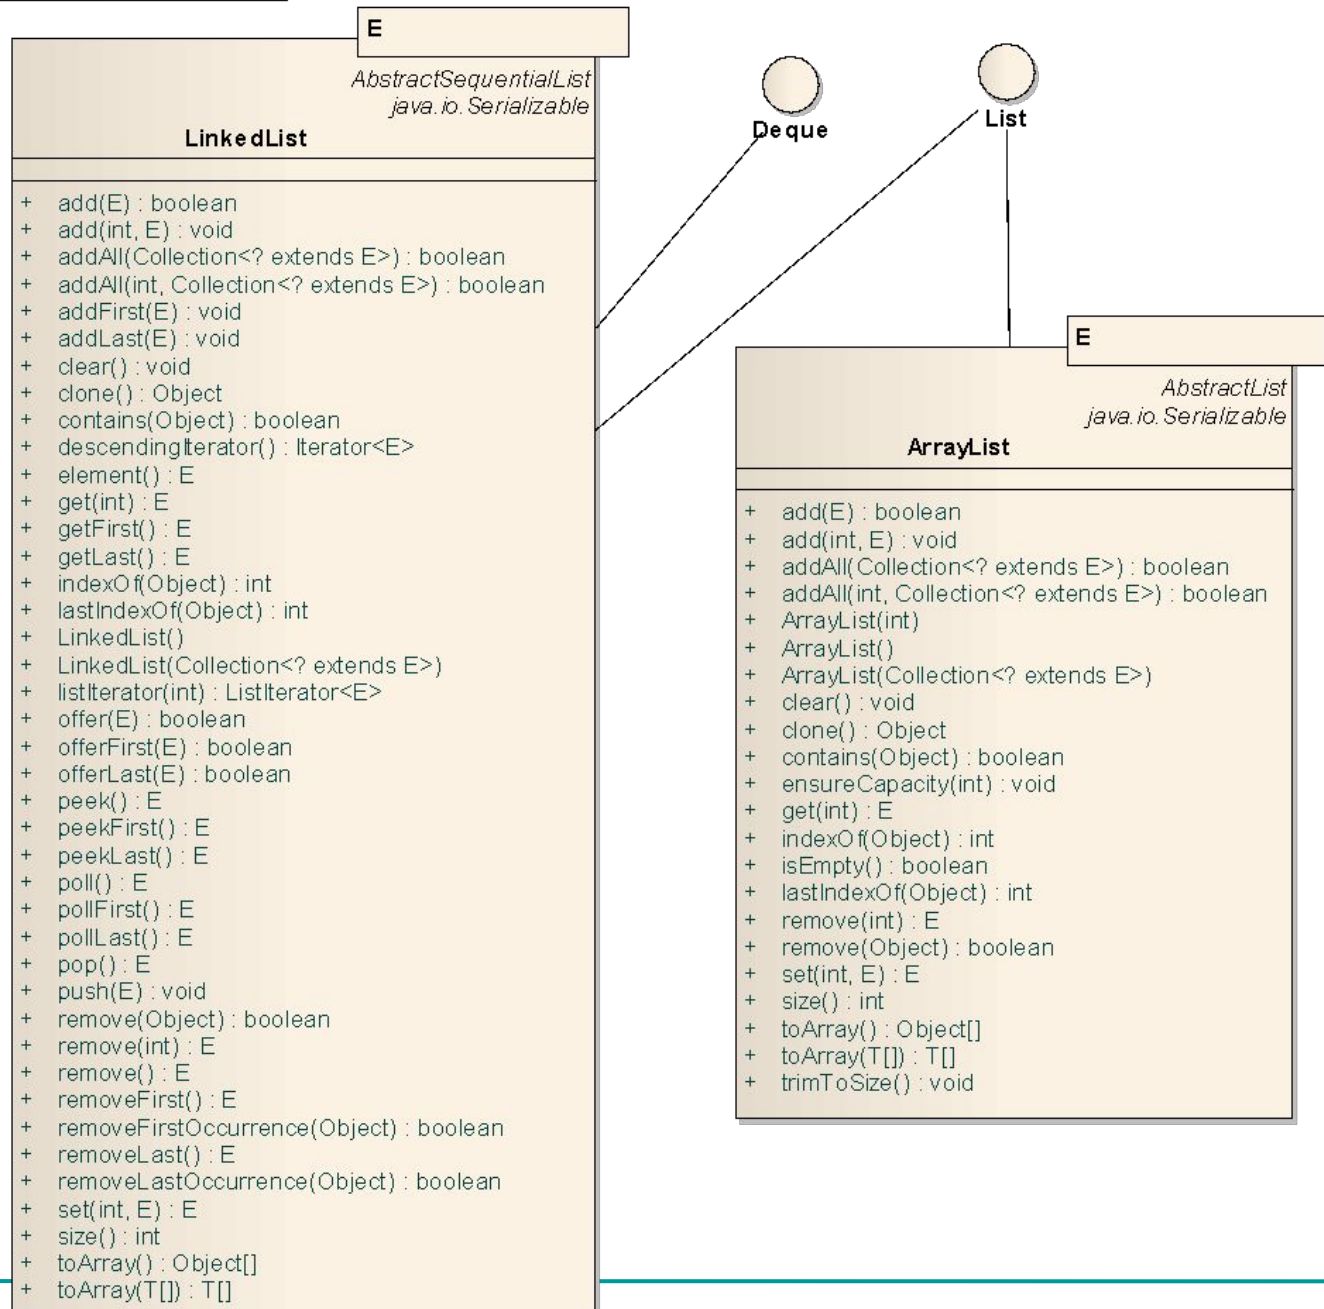 E
AbstractSequentialList
java.io.Serializable
LinkedList
+ add(E) : boolean
+ add(int, E) : void
+ addAll(Collection<? extends E>) : boolean
+ addAll(int, Collection<? extends E>) : boolean
+ addFirst(E) : void
+ addLast(E) : void
+ clear() : void
+ clone() : Object
+ contains(Object) : boolean
+ descendingIterator() : Iterator<E>
+ element() : E
+ get(int) : E
+ getFirst() : E
+ getLast() : E
+ indexOf(Object) : int
+ lastIndexOf(Object) : int
+ LinkedList()
+ LinkedList(Collection<? extends E>)
+ listIterator(int) : ListIterator<E>
+ offer(E) : boolean
+ offerFirst(E) : boolean
+ offerLast(E) : boolean
+ peek() : E
+ peekFirst() : E
+ peekLast() : E
+ poll() : E
+ pollFirst() : E
+ pollLast() : E
+ pop() : E
+ push(E) : void
+ remove(Object) : boolean
+ remove(int) : E
+ remove() : E
+ removeFirst() : E
+ removeFirstOccurrence(Object) : boolean
+ removeLast() : E
+ removeLastOccurrence(Object) : boolean
+ set(int, E) : E
+ size() : int
+ toArray() : Object[]
+ toArray(T[]) : T[]
Deque
List
E
AbstractList
java.io.Serializable
ArrayList
+ add(E) : boolean
+ add(int, E) : void
+ addAll(Collection<? extends E>) : boolean
+ addAll(int, Collection<? extends E>) : boolean
+ ArrayList(int)
+ ArrayList()
+ ArrayList(Collection<? extends E>)
+ clear() : void
+ clone() : Object
+ contains(Object) : boolean
+ ensureCapacity(int) : void
+ get(int) : E
+ indexOf(Object) : int
+ isEmpty() : boolean
+ lastIndexOf(Object) : int
+ remove(int) : E
+ remove(Object) : boolean
+ set(int, E) : E
+ size() : int
+ toArray() : Object[]
+ toArray(T[]) : T[]
+ trimToSize() : void